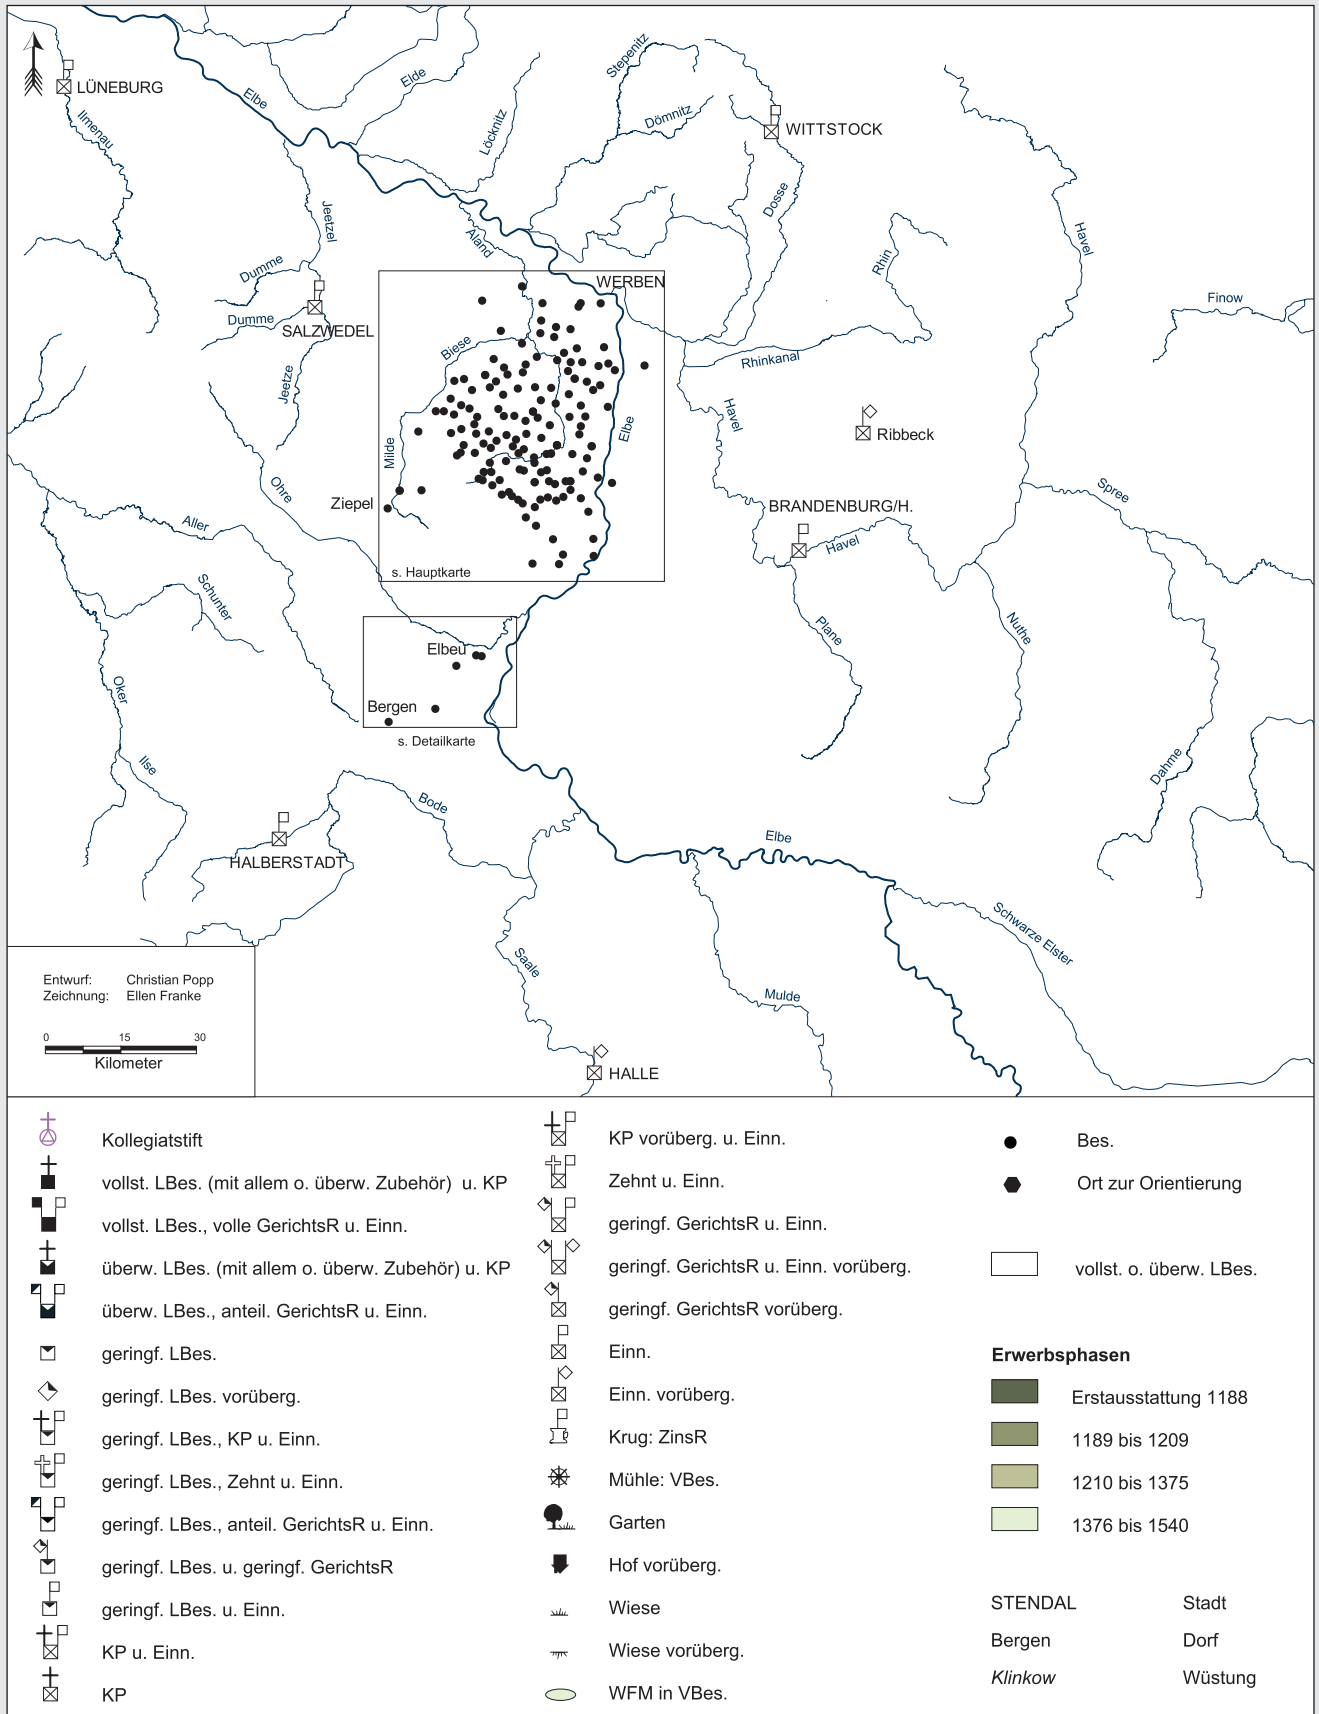 LÜNEBURG
Ilmenau
Elbe
Elde
Löcknitz
Stepenitz
Dömnitz
WITTSTOCK
Dosse
Jeetzel
Aland
Havel
Rhin
Dumme
WERBEN
Finow
Dumme
SALZWEDEL
Biese
Rhinkanal
Jeetze
Havel
Elbe
Ribbeck
Milde
Ohre
Ziepel
Spree
BRANDENBURG/H.
Aller
Havel
s. Hauptkarte
Schunter
Plane
Nuthe
Elbeu
Oker
Bergen
s. Detailkarte
Ilse
Dahme
Bode
Elbe
HALBERSTADT
Schwarze Elster
Saale
Mulde
HALLE
Entwurf: Christian Popp
Zeichnung: Ellen Franke
0 15 30
Kilometer
Kollegiatstift
vollst. LBes. (mit allem o. überw. Zubehör) u. KP
vollst. LBes., volle GerichtsR u. Einn.
überw. LBes. (mit allem o. überw. Zubehör) u. KP
überw. LBes., anteil. GerichtsR u. Einn.
geringf. LBes.
geringf. LBes. vorüberg.
geringf. LBes., KP u. Einn.
geringf. LBes., Zehnt u. Einn.
geringf. LBes., anteil. GerichtsR u. Einn.
geringf. LBes. u. geringf. GerichtsR
geringf. LBes. u. Einn.
KP u. Einn.
KP
KP vorüberg. u. Einn.
Zehnt u. Einn.
geringf. GerichtsR u. Einn.
geringf. GerichtsR u. Einn. vorüberg.
geringf. GerichtsR vorüberg.
Einn.
Einn. vorüberg.
Krug: ZinsR
Mühle: VBes.
Garten
Hof vorüberg.
Wiese
Wiese vorüberg.
WFM in VBes.
Bes.
Ort zur Orientierung
vollst. o. überw. LBes.
Erwerbsphasen
Erstausstattung 1188
1189 bis 1209
1210 bis 1375
1376 bis 1540
STENDAL Stadt
Bergen Dorf
Klinkow Wüstung